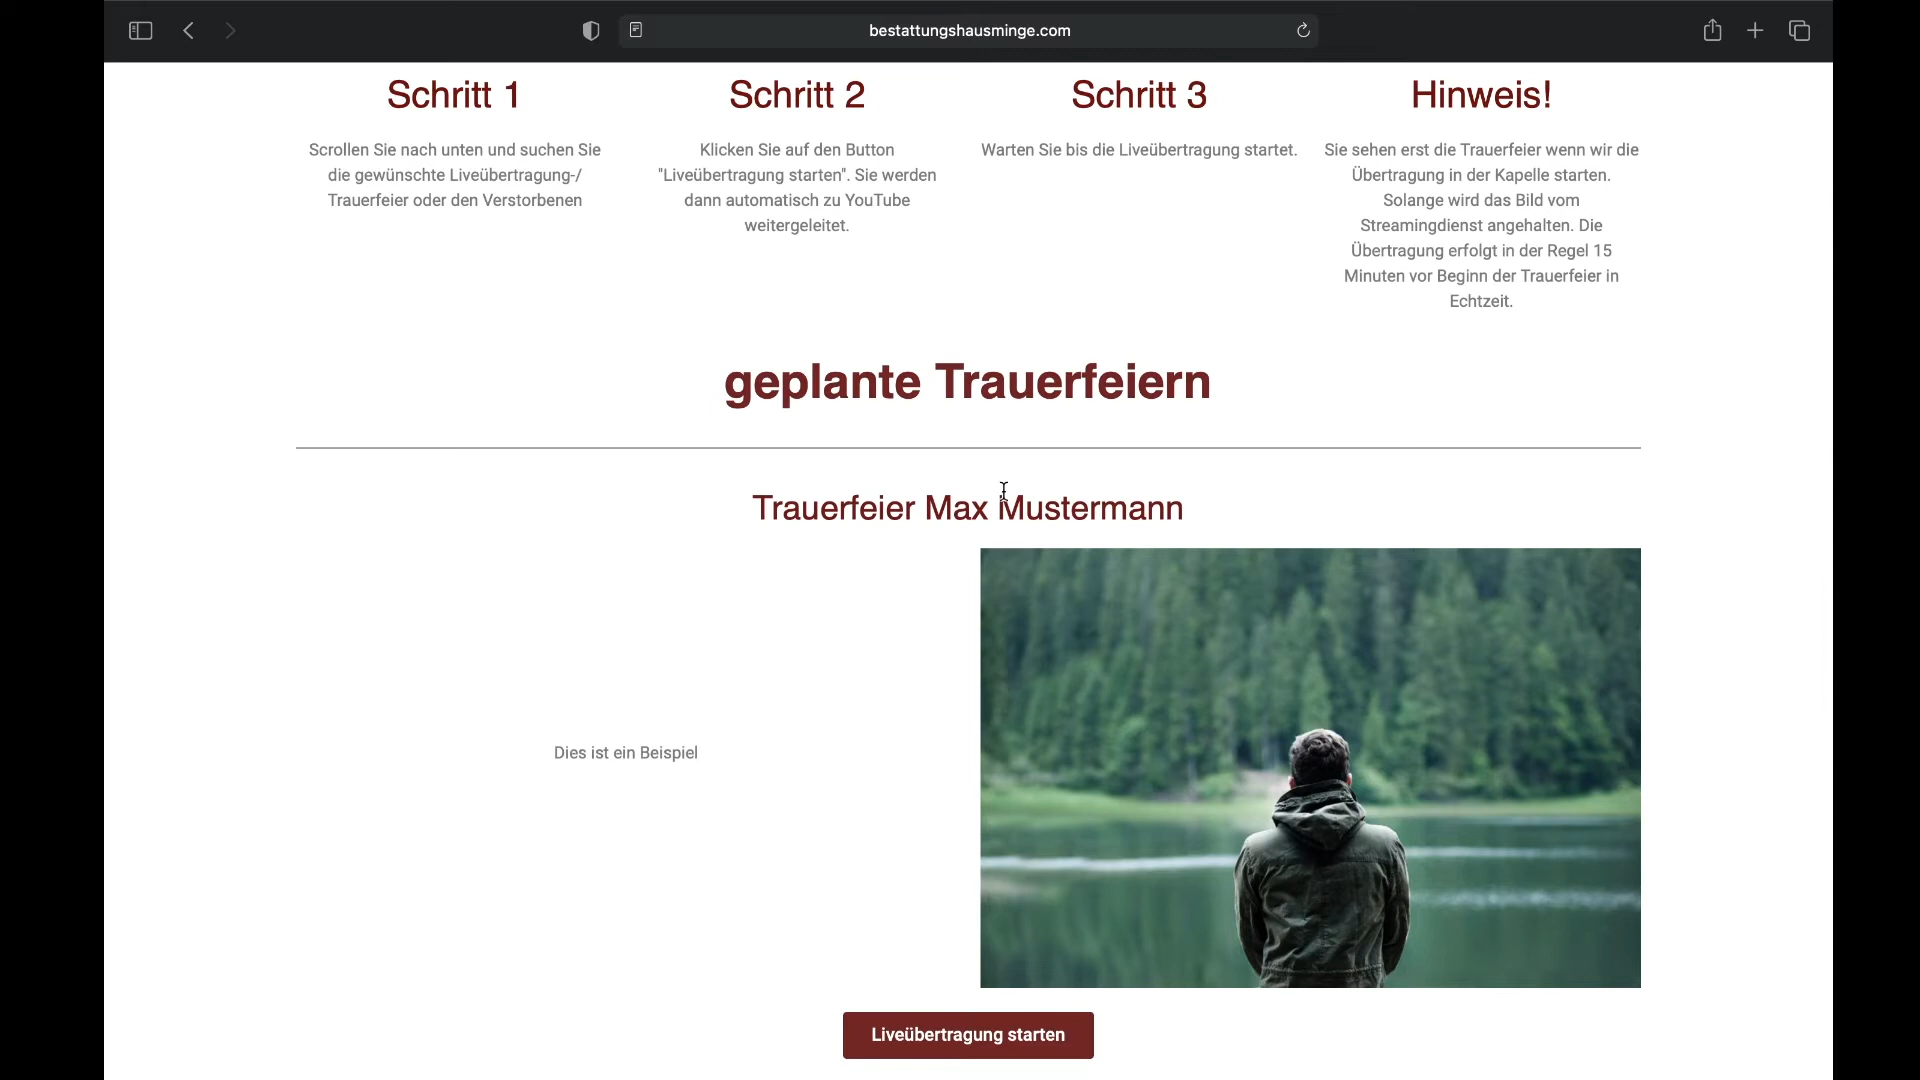 bestattungshausminge.com
Schritt 1
Scrollen Sie nach unten und suchen Sie
die gewünschte Liveübertragung-/
Trauerfeier oder den Verstorbenen
Schritt 2
Klicken Sie auf den Button
"Liveübertragung starten". Sie werden
dann automatisch zu YouTube
weitergeleitet.
Schritt 3
Warten Sie bis die Liveübertragung startet.
Hinweis!
Sie sehen erst die Trauerfeier wenn wir die
Übertragung in der Kapelle starten.
Solange wird das Bild vom
Streamingdienst angehalten. Die
Übertragung erfolgt in der Regel 15
Minuten vor Beginn der Trauerfeier in
Echtzeit.
geplante Trauerfeiern
Trauerfeier Max Mustermann
Dies ist ein Beispiel
Liveübertragung starten